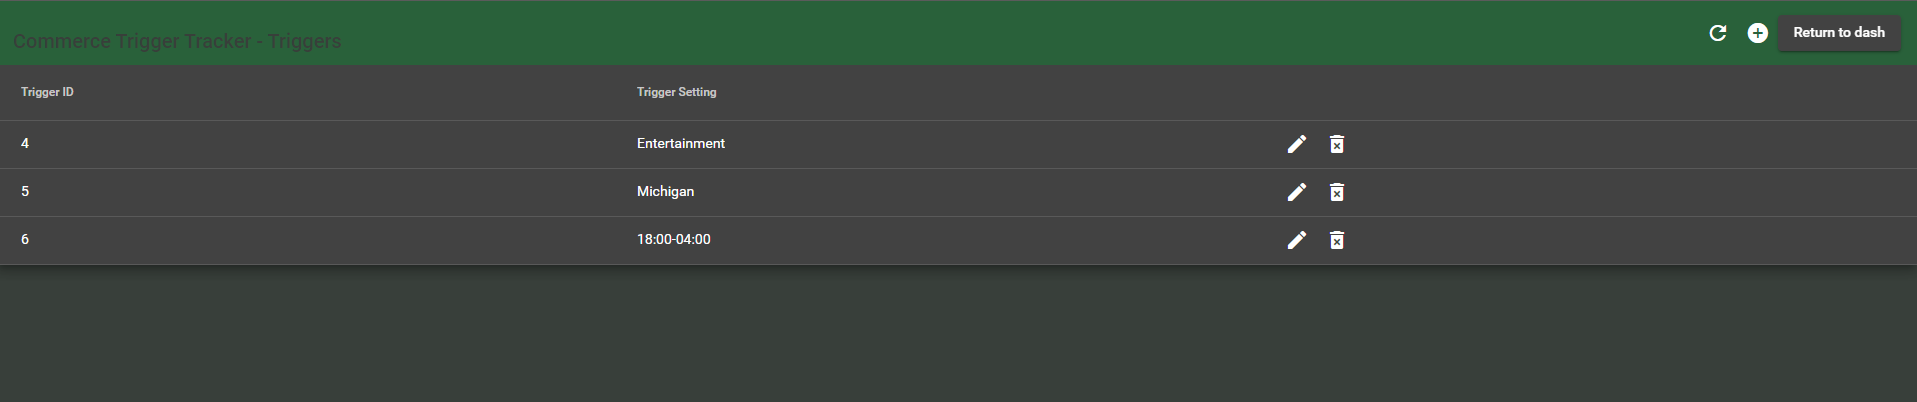 Commerce Trigger Tracker - Triggers
Return to dash
Trigger ID Trigger Setting
4 Entertainment
5 Michigan
6 18:00-04:00